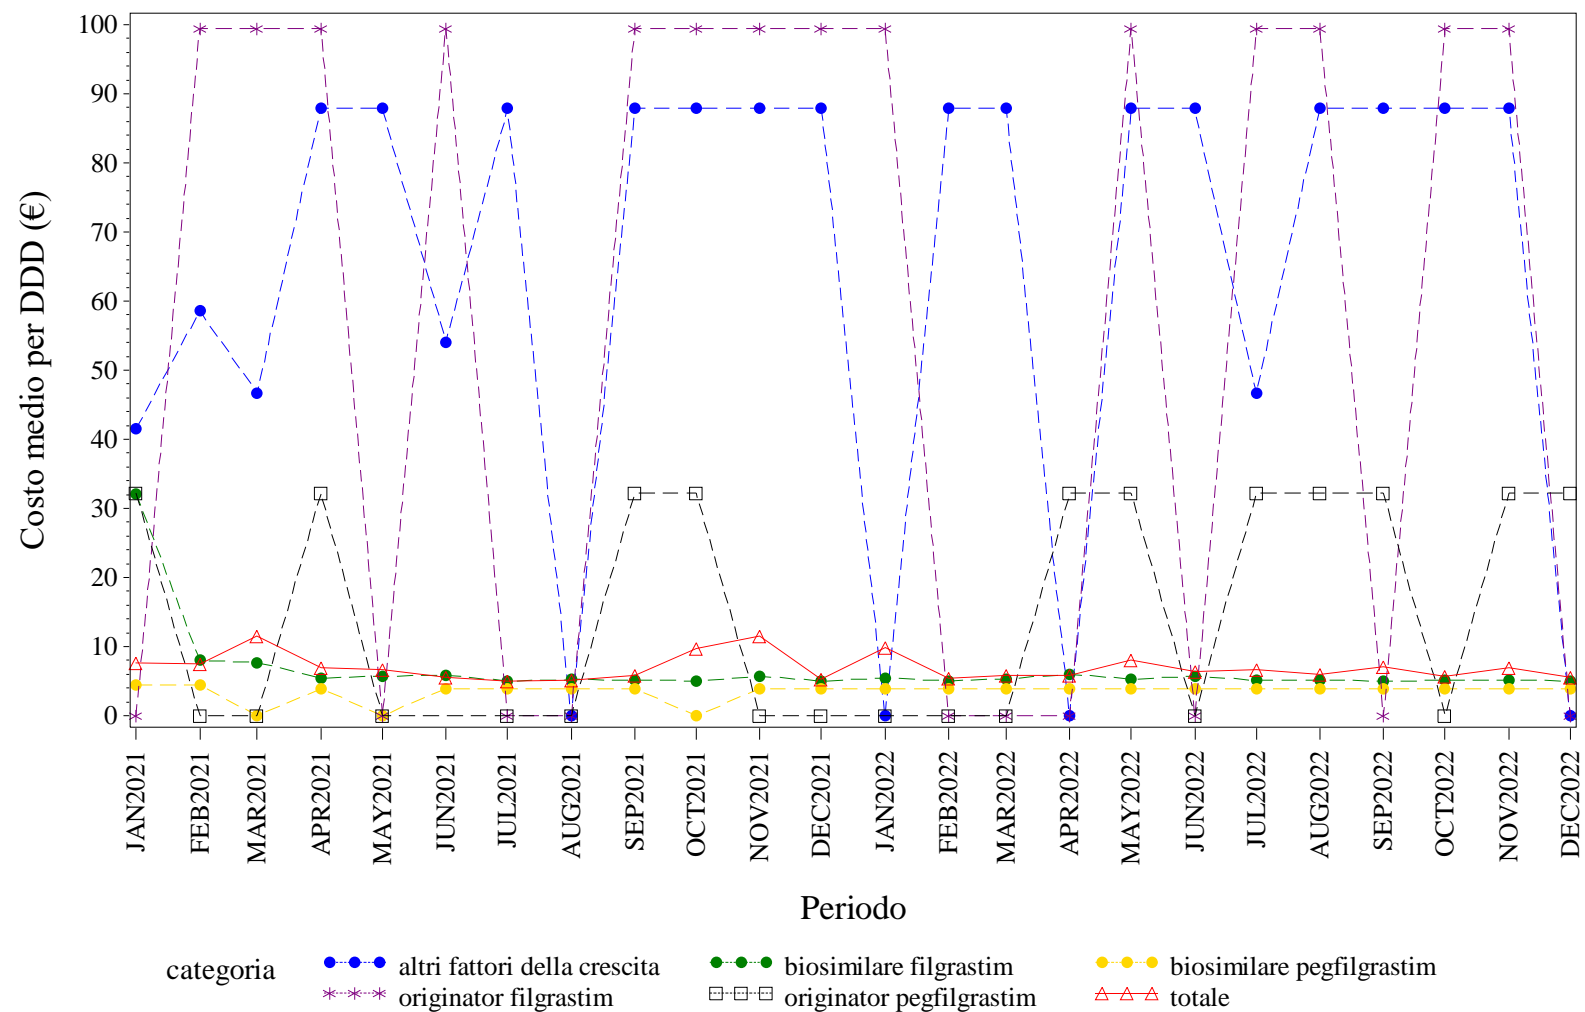 Costo medio per DDD (€)
100
90
80
70
60
50
40
30
20
10
0
JAN2021
FEB2021
MAR2021
APR2021
MAY2021
JUN2021
JUL2021
AUG2021
SEP2021
OCT2021
NOV2021
DEC2021
JAN2022
FEB2022
MAR2022
APR2022
MAY2022
JUN2022
JUL2022
AUG2022
SEP2022
OCT2022
NOV2022
DEC2022
Periodo
categoria
altri fattori della crescita
biosimilare filgrastim
biosimilare pegfilgrastim
originator filgrastim
originator pegfilgrastim
totale